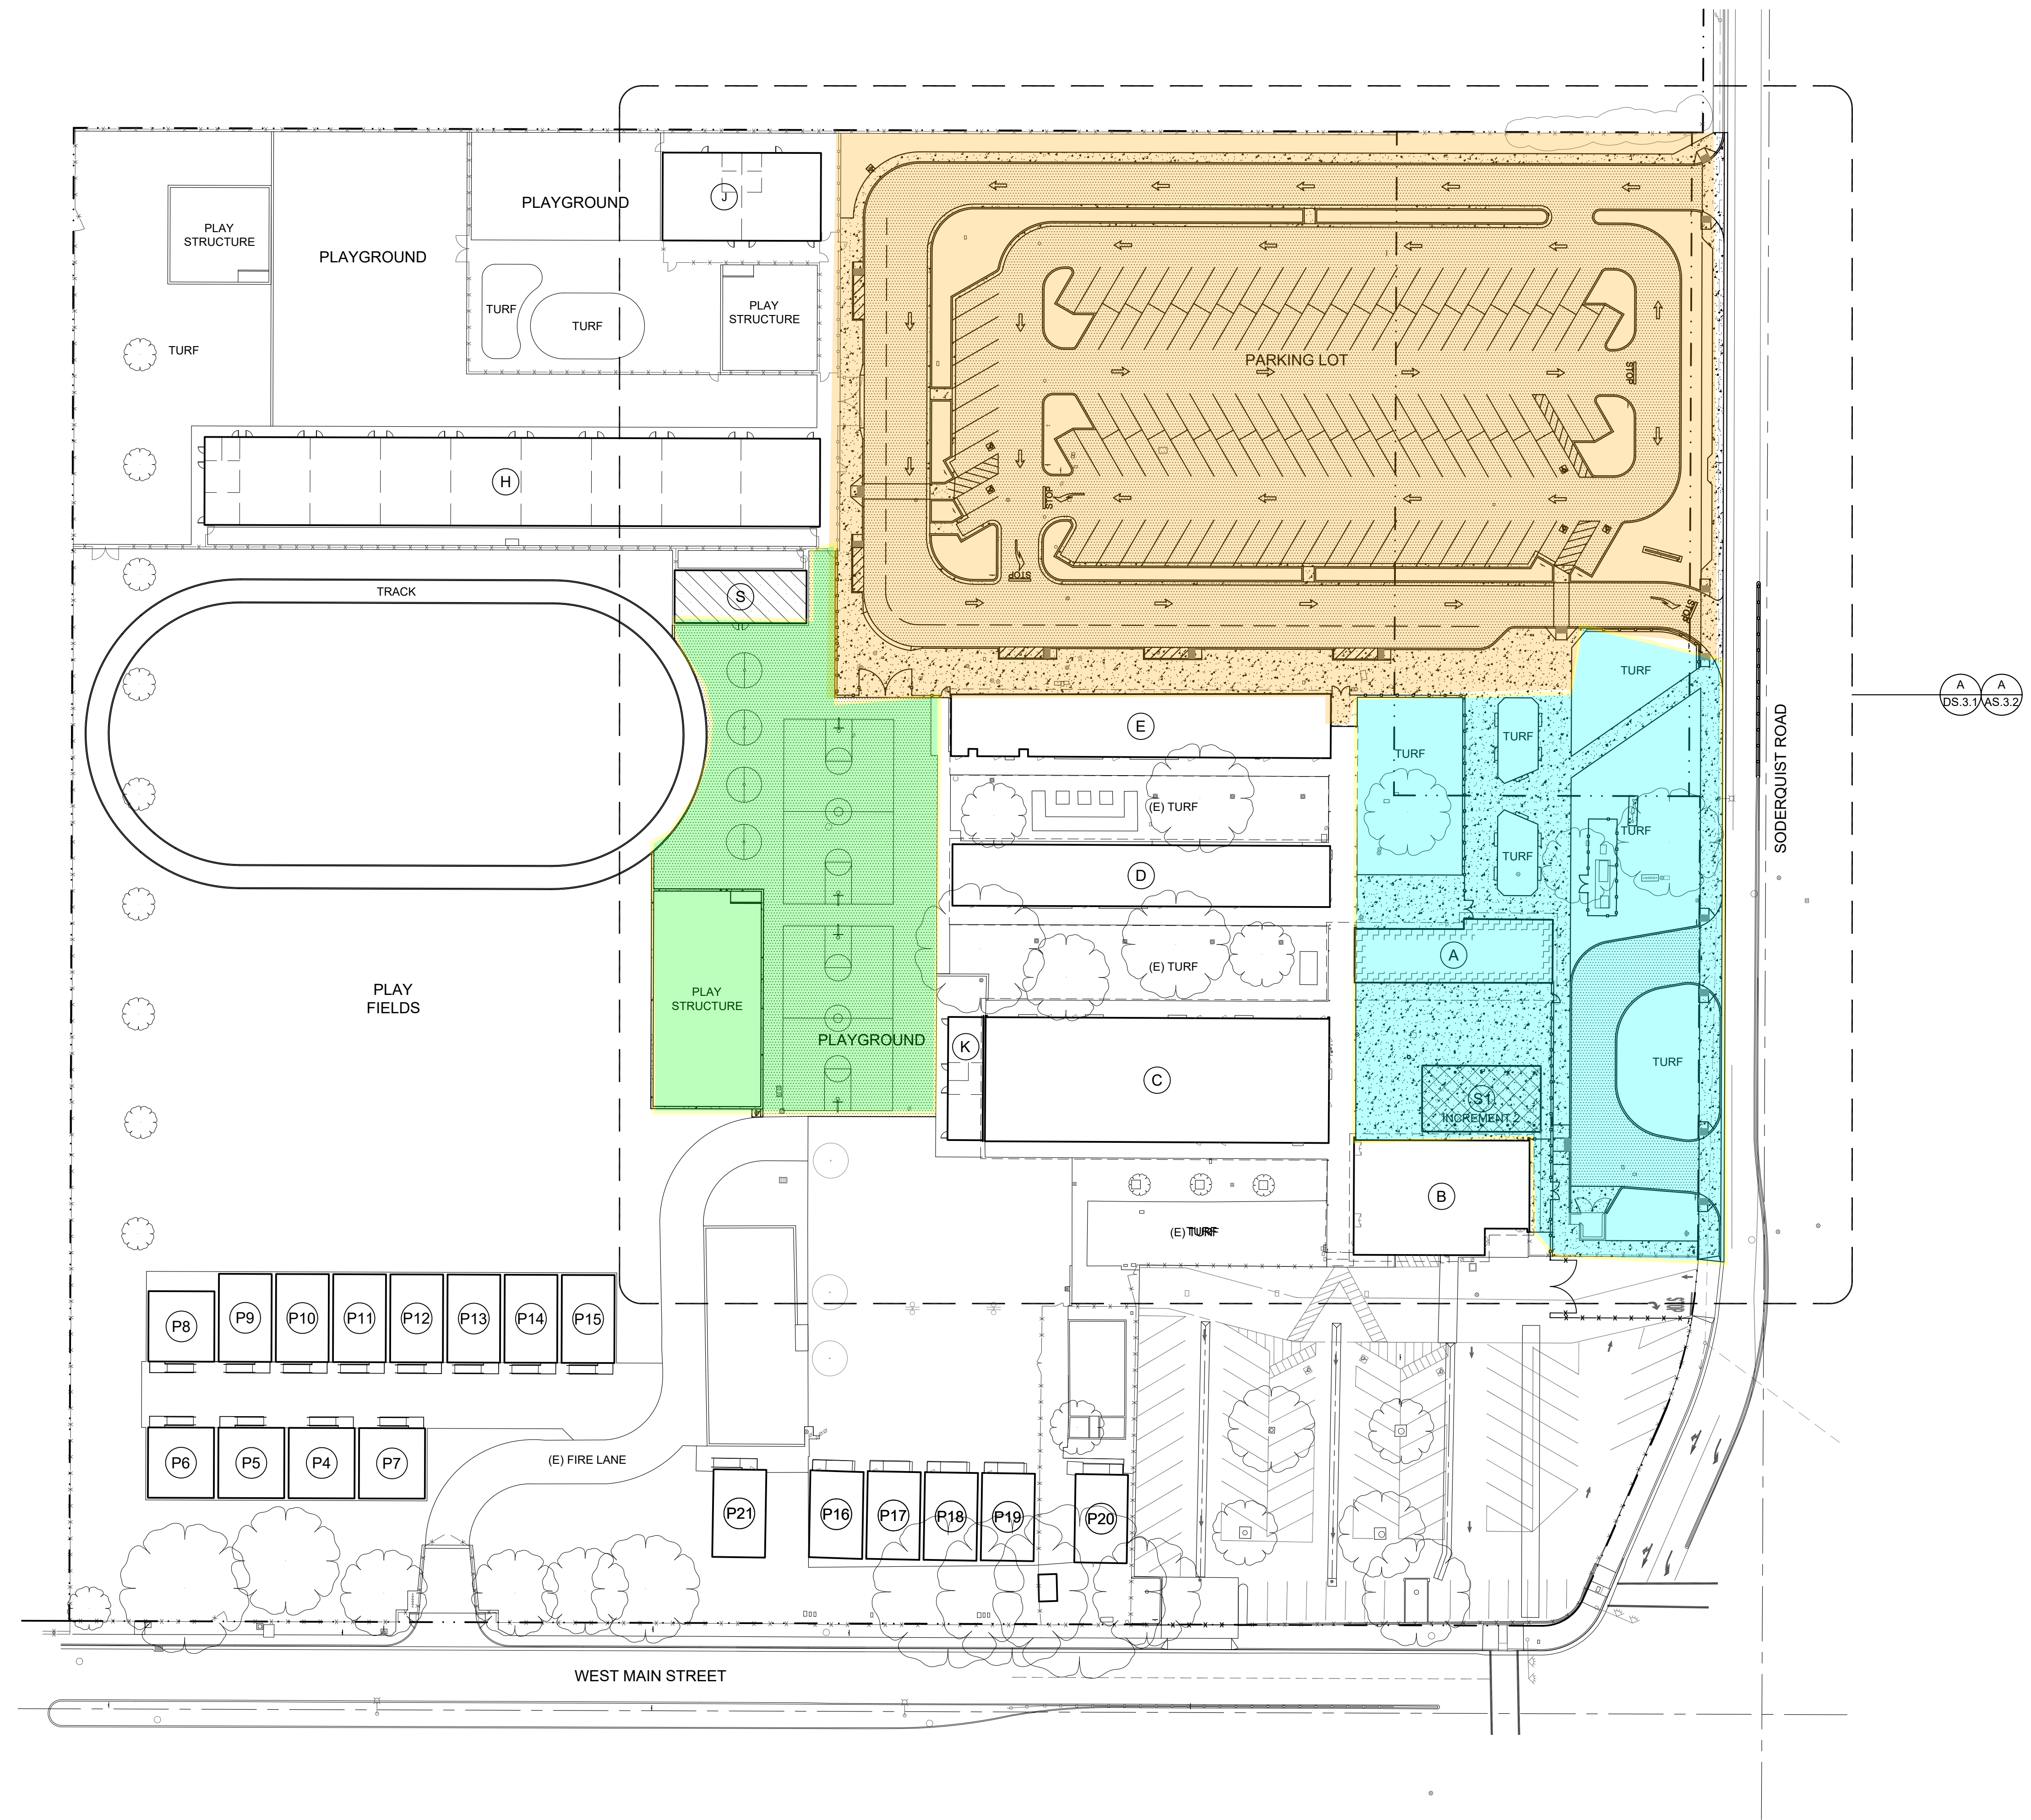 PLAYGROUND
J
PLAY
STRUCTURE
PLAYGROUND
TURF
TURF
PLAY
STRUCTURE
TURF
PARKING LOT
STOP
H
STOP
STOP
STOP
TRACK
S
TURF
A
DS.3.1
A
AS.3.2
SODERQUIST ROAD
E
TURF
TURF
(E) TURF
TURF
TURF
D
A
(E) TURF
PLAY
FIELDS
PLAY
STRUCTURE
PLAYGROUND
K
C
TURF
S1
INCREMENT 2
B
(E) TURF
P8
P9
P10
P11
P12
P13
P14
P15
P6
P5
P4
P7
(E) FIRE LANE
P21
P16
P17
P18
P19
P20
WEST MAIN STREET